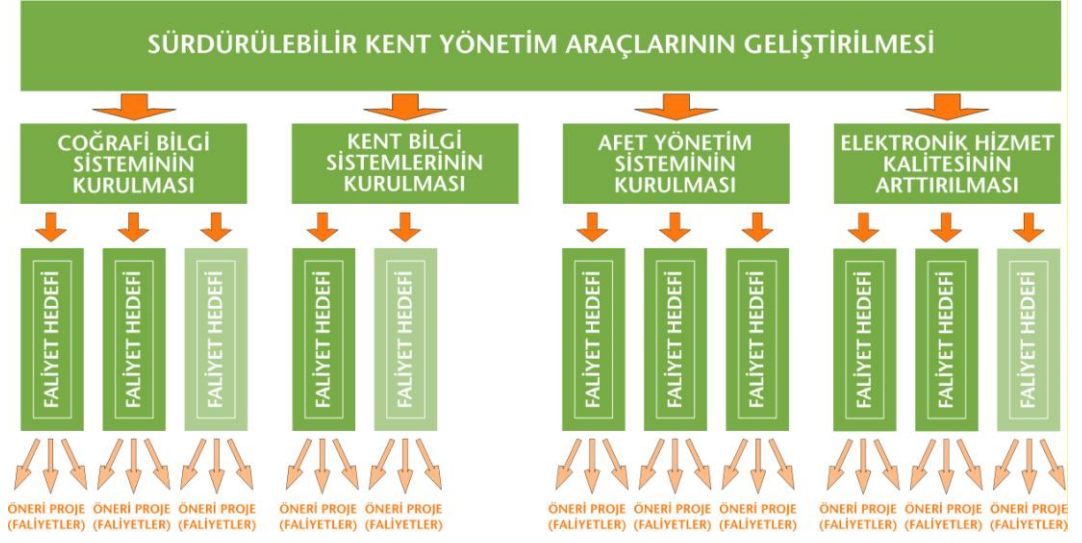 SÜRDÜRÜLEBİLİR KENT YÖNETİM ARAÇLARININ GELİŞTİRİLMESİ
COĞRAFİ BİLGİ
SİSTEMİNİN
KURULMASI
KENT BİLGİ
SİSTEMLERİNİN
KURULMASI
AFET YÖNETİM
SİSTEMİNİN
KURULMASI
ELEKTRONİK HİZMET
KALİTESİNİN
ARTTIRILMASI
FALİYET HEDEFİ
FALİYET HEDEFİ
FALİYET HEDEFİ
FALİYET HEDEFİ
FALİYET HEDEFİ
FALİYET HEDEFİ
FALİYET HEDEFİ
FALİYET HEDEFİ
FALİYET HEDEFİ
FALİYET HEDEFİ
FALİYET HEDEFİ
ÖNERİ PROJE
(FALİYETLER)
ÖNERİ PROJE
(FALİYETLER)
ÖNERİ PROJE
(FALİYETLER)
ÖNERİ PROJE
(FALİYETLER)
ÖNERİ PROJE
(FALİYETLER)
ÖNERİ PROJE
(FALİYETLER)
ÖNERİ PROJE
(FALİYETLER)
ÖNERİ PROJE
(FALİYETLER)
ÖNERİ PROJE
(FALİYETLER)
ÖNERİ PROJE
(FALİYETLER)
ÖNERİ PROJE
(FALİYETLER)